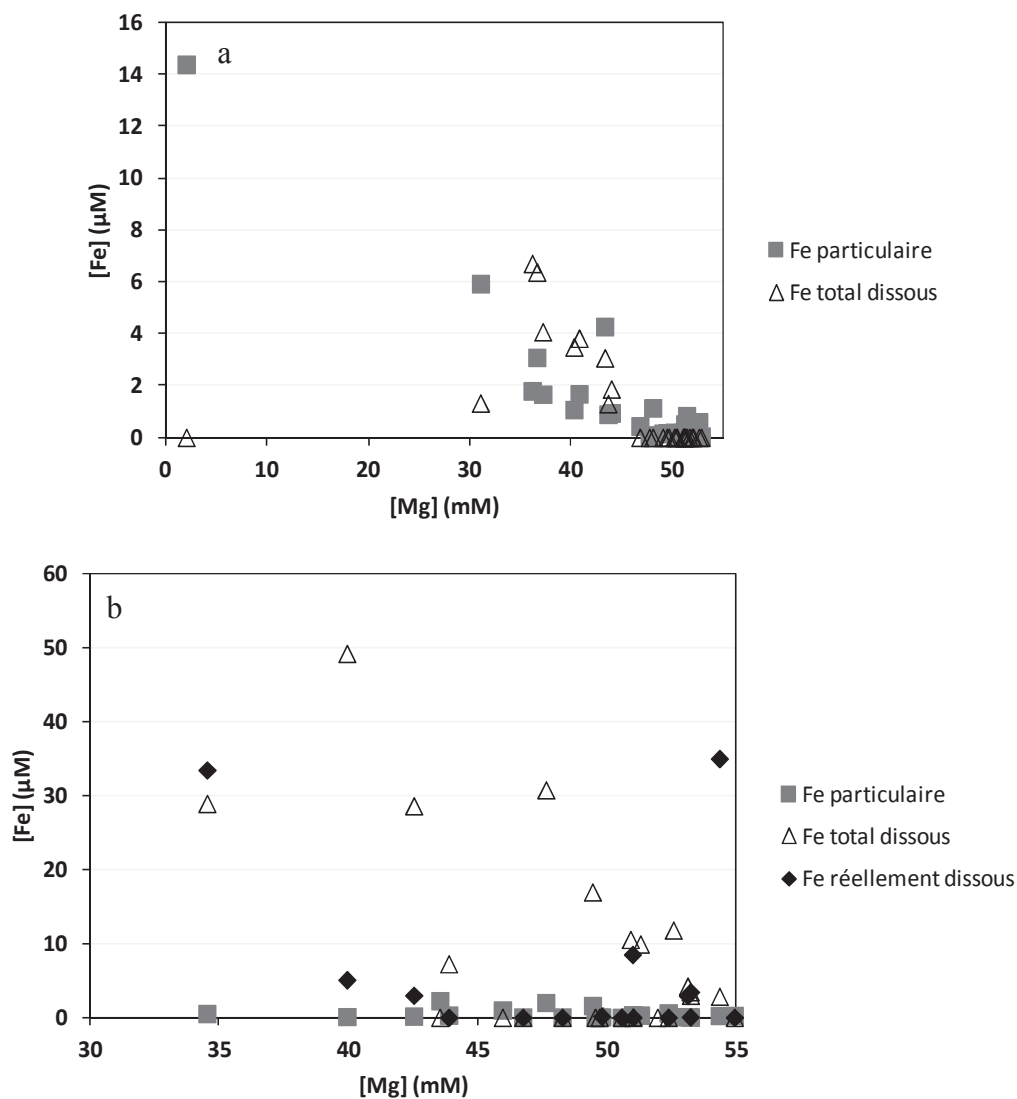 16
14
12
10
8
6
4
2
0
a
[Fe] (µM)
0 10 20 30 40 50
[Mg] (mM)
Fe particulaire
Fe total dissous
60
50
40
30
20
10
0
b
[Fe] (µM)
30 35 40 45 50 55
[Mg] (mM)
Fe particulaire
Fe total dissous
Fe réellement dissous